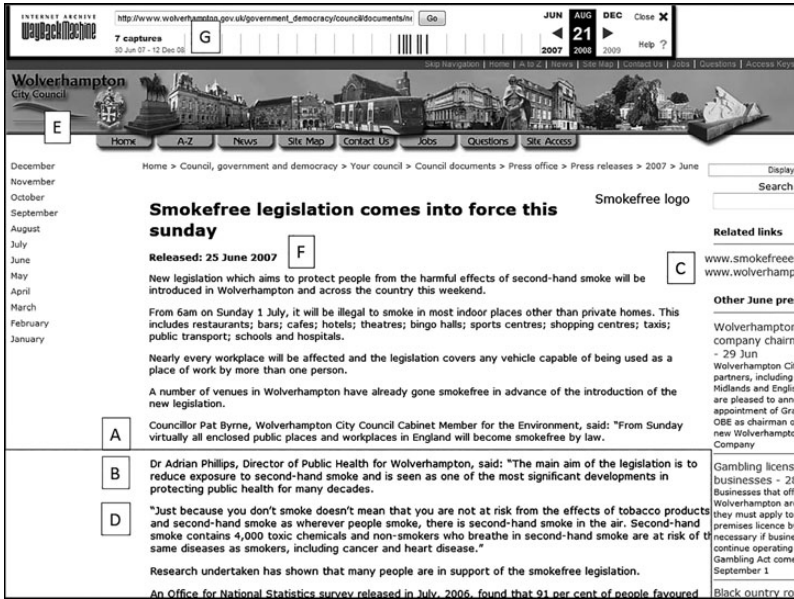 INTERNET ARCHIVE
WayBackMachine
http://www.wolverhampton.gov.uk/government_democracy/council/documents/ne
Go
JUN AUG DEC
Close X
7 captures
30 Jun 07 - 12 Dec 08
G
21
2007 2008 2009
Help ?
Skip Navigation | Home | A to Z | News | Site Map | Contact Us | Jobs | Questions | Access Keys
Wolverhampton
City Council
E
Home A-Z News Site Map Contact Us Jobs Questions Site Access
December
November
October
September
August
July
June
May
April
March
February
January
Home > Council, government and democracy > Your council > Council documents > Press office > Press releases > 2007 > June
Smokefree logo
Smokefree legislation comes into force this
sunday
Released: 25 June 2007
F
New legislation which aims to protect people from the harmful effects of second-hand smoke will be
introduced in Wolverhampton and across the country this weekend.
From 6am on Sunday 1 July, it will be illegal to smoke in most indoor places other than private homes. This
includes restaurants; bars; cafes; hotels; theatres; bingo halls; sports centres; shopping centres; taxis;
public transport; schools and hospitals.
Nearly every workplace will be affected and the legislation covers any vehicle capable of being used as a
place of work by more than one person.
A number of venues in Wolverhampton have already gone smokefree in advance of the introduction of the
new legislation.
A
Councillor Pat Byrne, Wolverhampton City Council Cabinet Member for the Environment, said: "From Sunday
virtually all enclosed public places and workplaces in England will become smokefree by law.
B
Dr Adrian Phillips, Director of Public Health for Wolverhampton, said: "The main aim of the legislation is to
reduce exposure to second-hand smoke and is seen as one of the most significant developments in
protecting public health for many decades.
D
"Just because you don't smoke doesn't mean that you are not at risk from the effects of tobacco products
and second-hand smoke as wherever people smoke, there is second-hand smoke in the air. Second-hand
smoke contains 4,000 toxic chemicals and non-smokers who breathe in second-hand smoke are at risk of th
same diseases as smokers, including cancer and heart disease."
Research undertaken has shown that many people are in support of the smokefree legislation.
An Office for National Statistics survey released in July, 2006, found that 91 per cent of people favoured
Display
Search
Related links
C
www.smokefreee
www.wolverhamp
Other June pre
Wolverhampton
company chairm
- 29 Jun
Wolverhampton Ci
partners, including
Midlands and Englis
are pleased to ann
appointment of Gra
OBE as chairman o
new Wolverhampto
Company
Gambling licens
businesses - 28
Businesses that off
Wolverhampton are
they must apply to
premises licence b
necessary if busine
continue operating
Gambling Act come
September 1
Black ountry ro